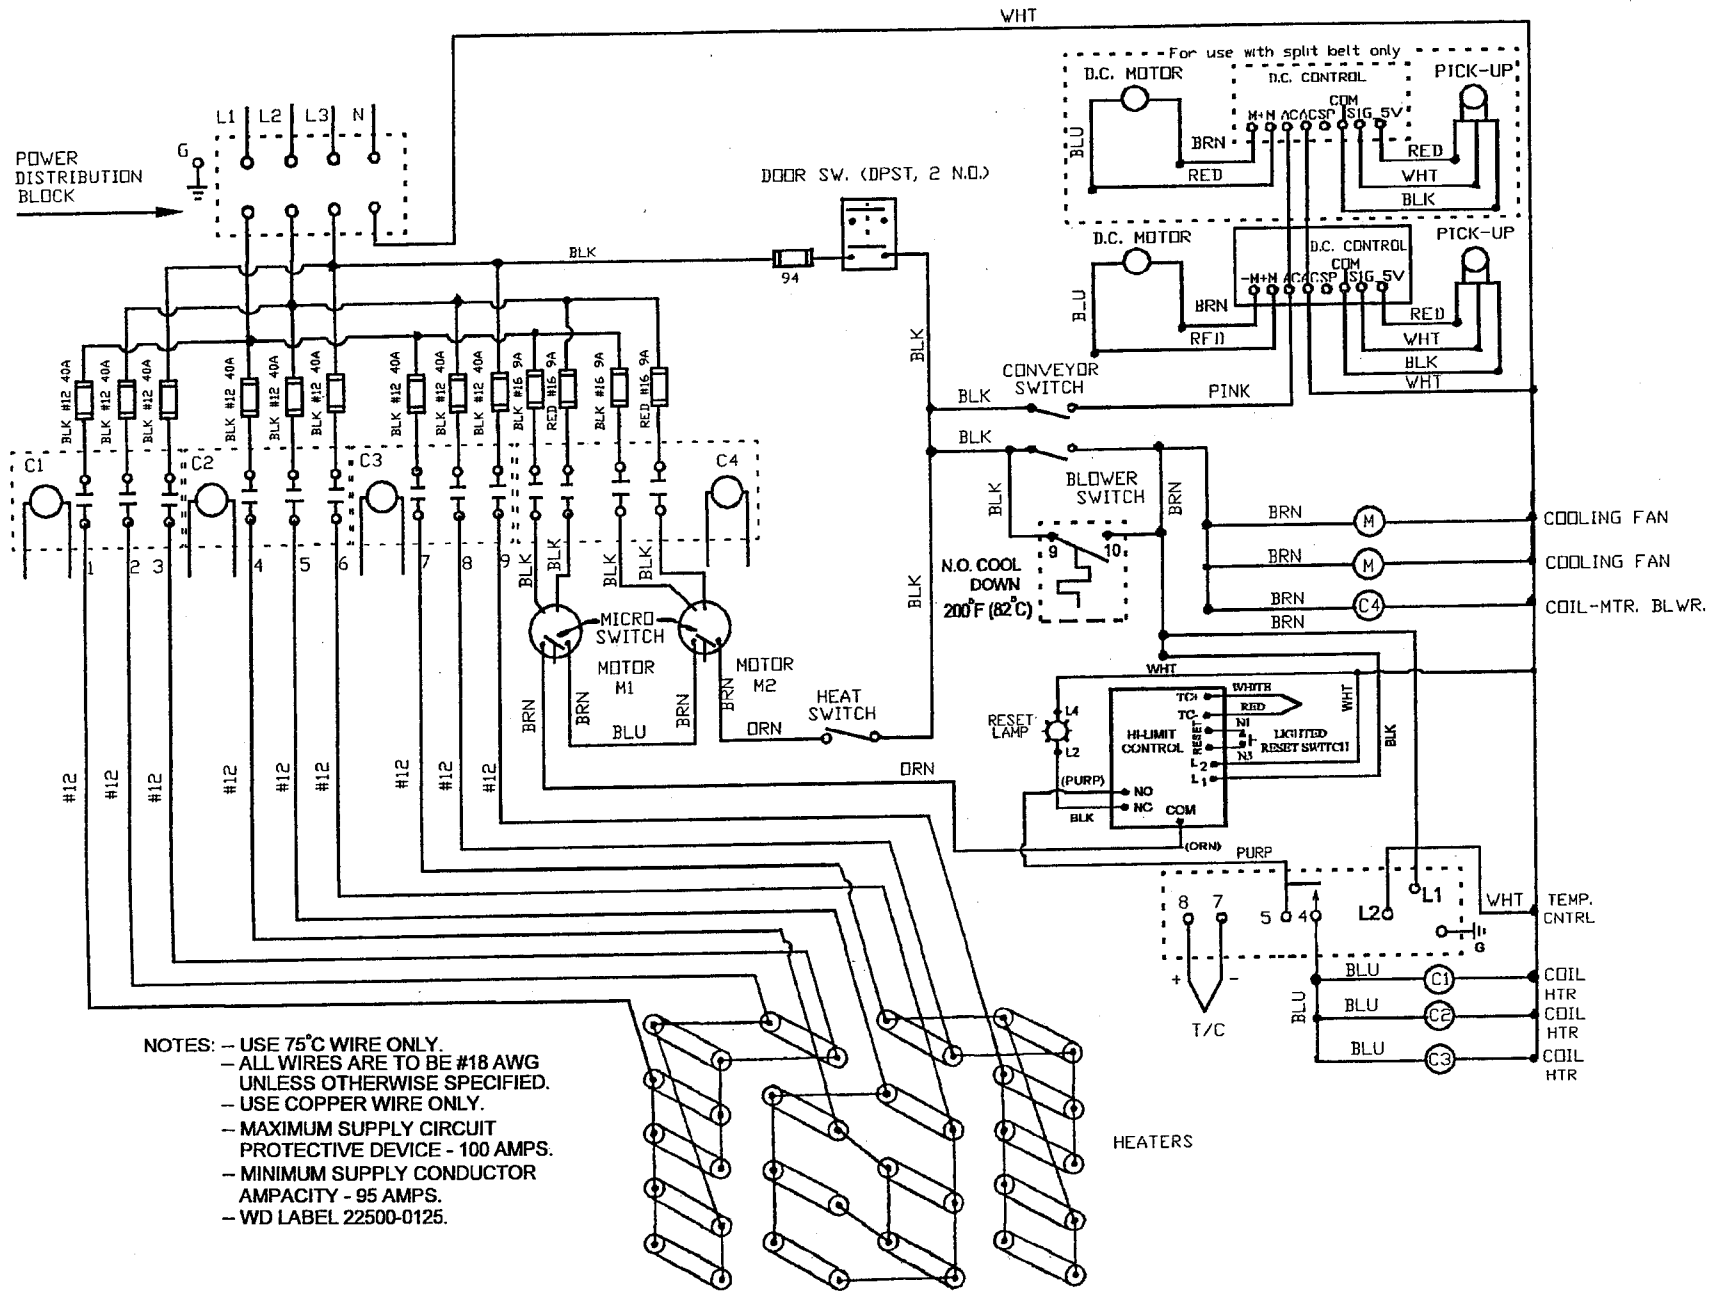 WHT
For use with split belt only
D.C. MOTOR
D.C. CONTROL
PICK-UP
COM
M+ M ACACSP SIG 5V
BLU
BRN
RED
RED
WHT
BLK
L1 L2 L3 N
G
POWER
DISTRIBUTION
BLOCK
DOOR SW. (DPST, 2 N.O.)
BLK
94
D.C. MOTOR
D.C. CONTROL
PICK-UP
COM
-M+M ACACSP SIG 5V
BLU
BRN
RED
RED
WHT
BLK
WHT
BLK
CONVEYOR
SWITCH
BLK
PINK
BLK #12 40A
BLK #12 40A
BLK #12 40A
BLK #12 40A
BLK #12 40A
BLK #12 40A
BLK #12 40A
BLK #12 40A
BLK #12 40A
BLK #16 9A
RED #16 9A
BLK #16 9A
RED #16 9A
C1 C2 C3 C4
BLK
BLOWER
SWITCH
BLK
BRN
1 2 3 4 5 6 7 8 9
BLK
BLK
BLK
BLK
BLK
9 10
N.O. COOL
DOWN
200°F (82°C)
BRN
M
COOLING FAN
BRN
M
COOLING FAN
BRN
C4
COIL-MTR. BLWR.
BRN
MICRO
SWITCH
MOTOR
M1
MOTOR
M2
BRN
BRN
BLU
BRN
BRN
ORN
HEAT
SWITCH
ORN
WHT
WHT
BLK
RESET
LAMP
L4
L2
HI-LIMIT
CONTROL
TC+
TC-
RESET
L2
L1
WHITE
RED
N1
N3
LIGHTED
RESET SWITCH
(PURP)
NO
NC
COM
BLK
(ORN)
PURP
#12
#12
#12
#12
#12
#12
#12
#12
#12
8 7 5 4 L2 L1
G
WHT
TEMP.
CNTRL
+ -
T/C
BLU
BLU
C1
COIL
HTR
BLU
C2
COIL
HTR
BLU
C3
COIL
HTR
HEATERS
NOTES: – USE 75°C WIRE ONLY.
– ALL WIRES ARE TO BE #18 AWG
UNLESS OTHERWISE SPECIFIED.
– USE COPPER WIRE ONLY.
– MAXIMUM SUPPLY CIRCUIT
PROTECTIVE DEVICE - 100 AMPS.
– MINIMUM SUPPLY CONDUCTOR
AMPACITY - 95 AMPS.
– WD LABEL 22500-0125.